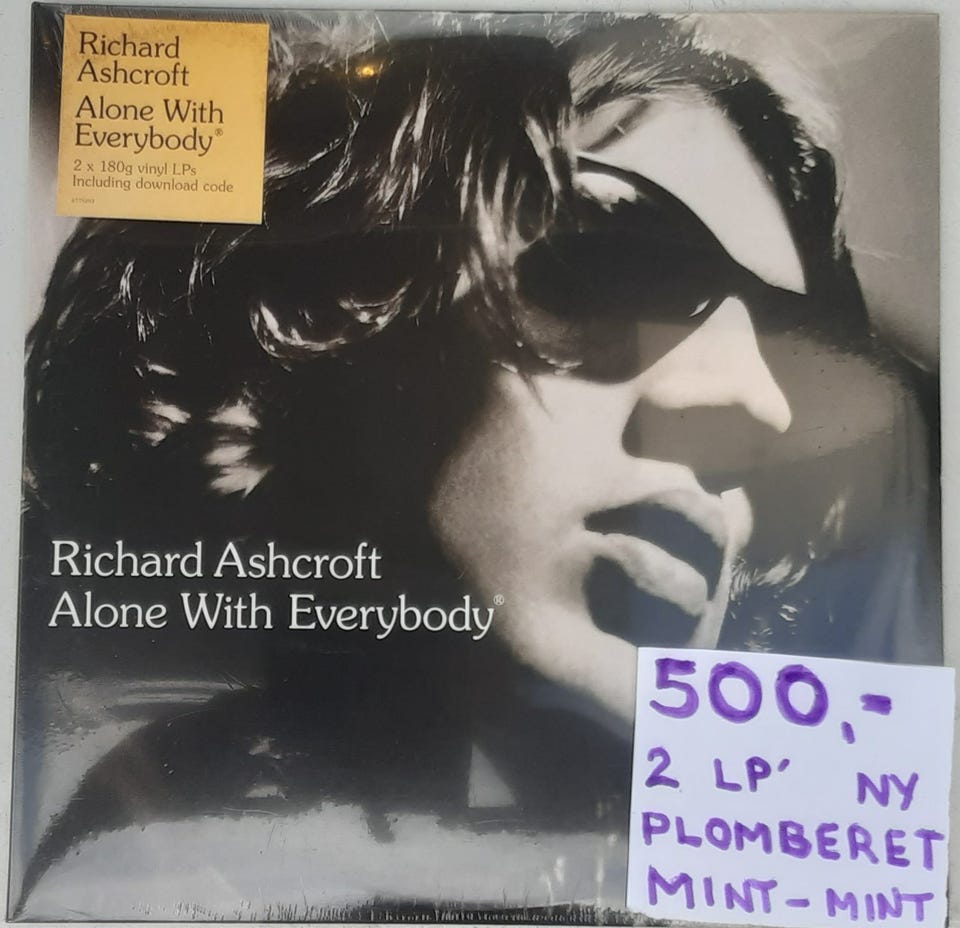 Richard
Ashcroft
Alone With
Everybody®
2 x 180g vinyl LPs
Including download code
Richard Ashcroft
Alone With Everybody®
500,-
2 LP' NY
PLOMBERET
MINT - MINT